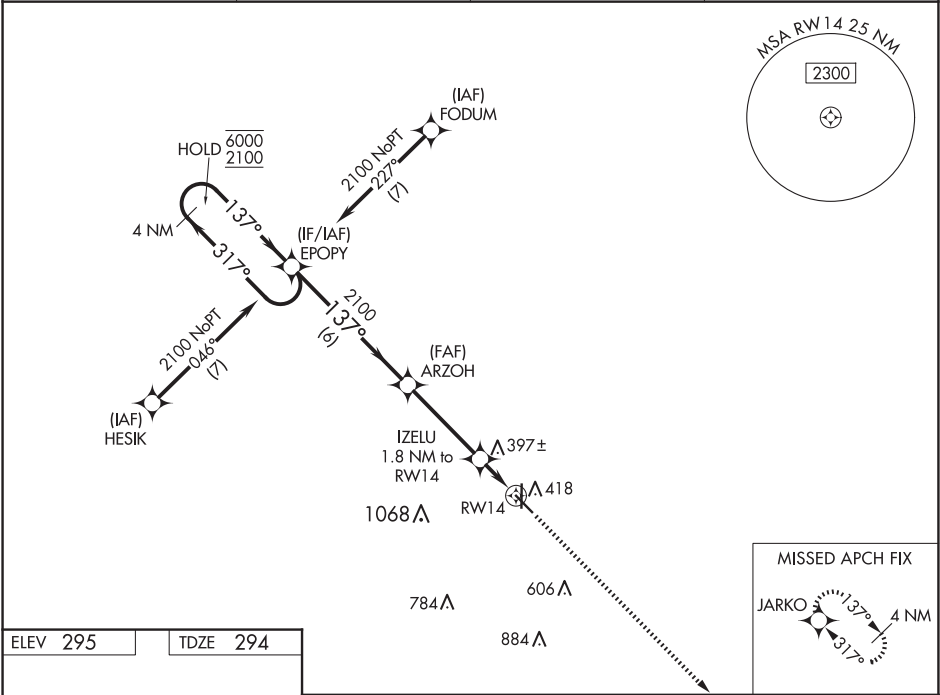 MSA RW14 25 NM
2300
(IAF)
FODUM
HOLD
6000
2100
2100 NoPT
227°
(7)
4 NM
137°
317°
(IF/IAF)
EPOPY
2100
137°
(6)
2100 NoPT
046°
(7)
(IAF)
HESIK
(FAF)
ARZOH
IZELU
1.8 NM to
RW14
397±
418
RW14
1068
784
606
884
MISSED APCH FIX
JARKO
137°
4 NM
317°
ELEV 295
TDZE 294